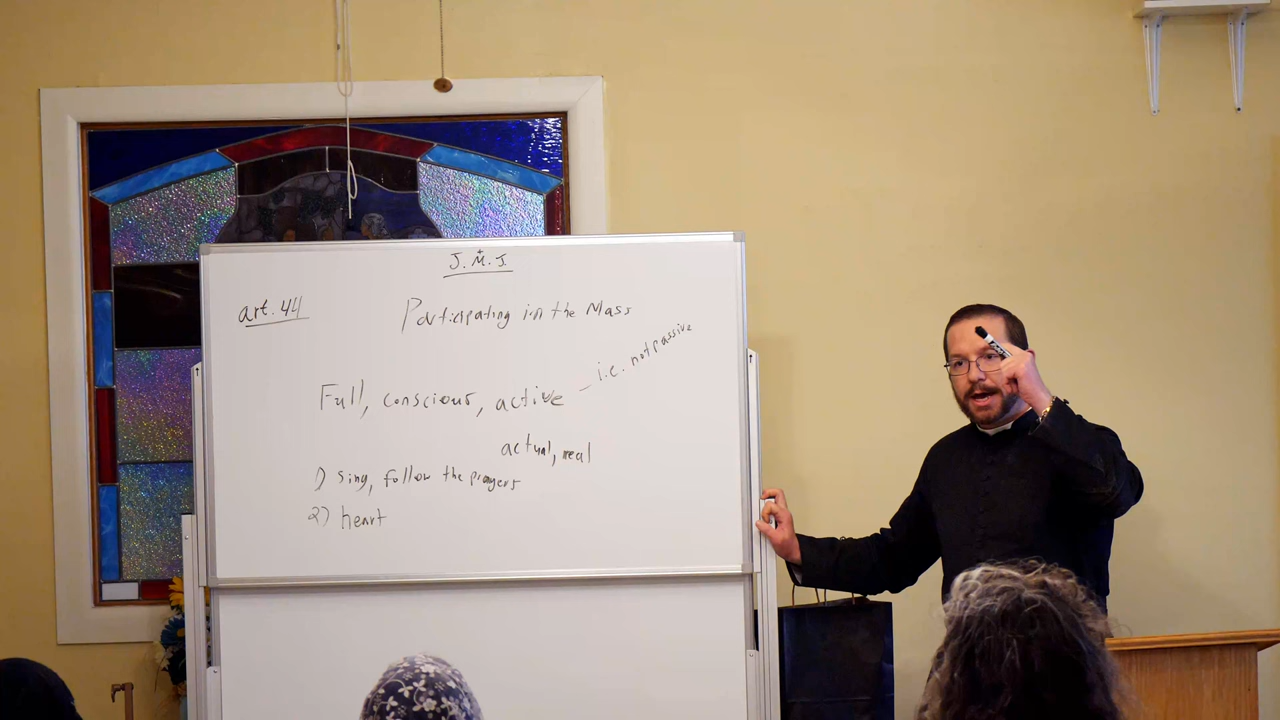 J. M. J.
art. 44
Participating in the Mass
i.e. not passive
Full, conscious, active
actual, real
1) sing, follow the prayers
2) heart